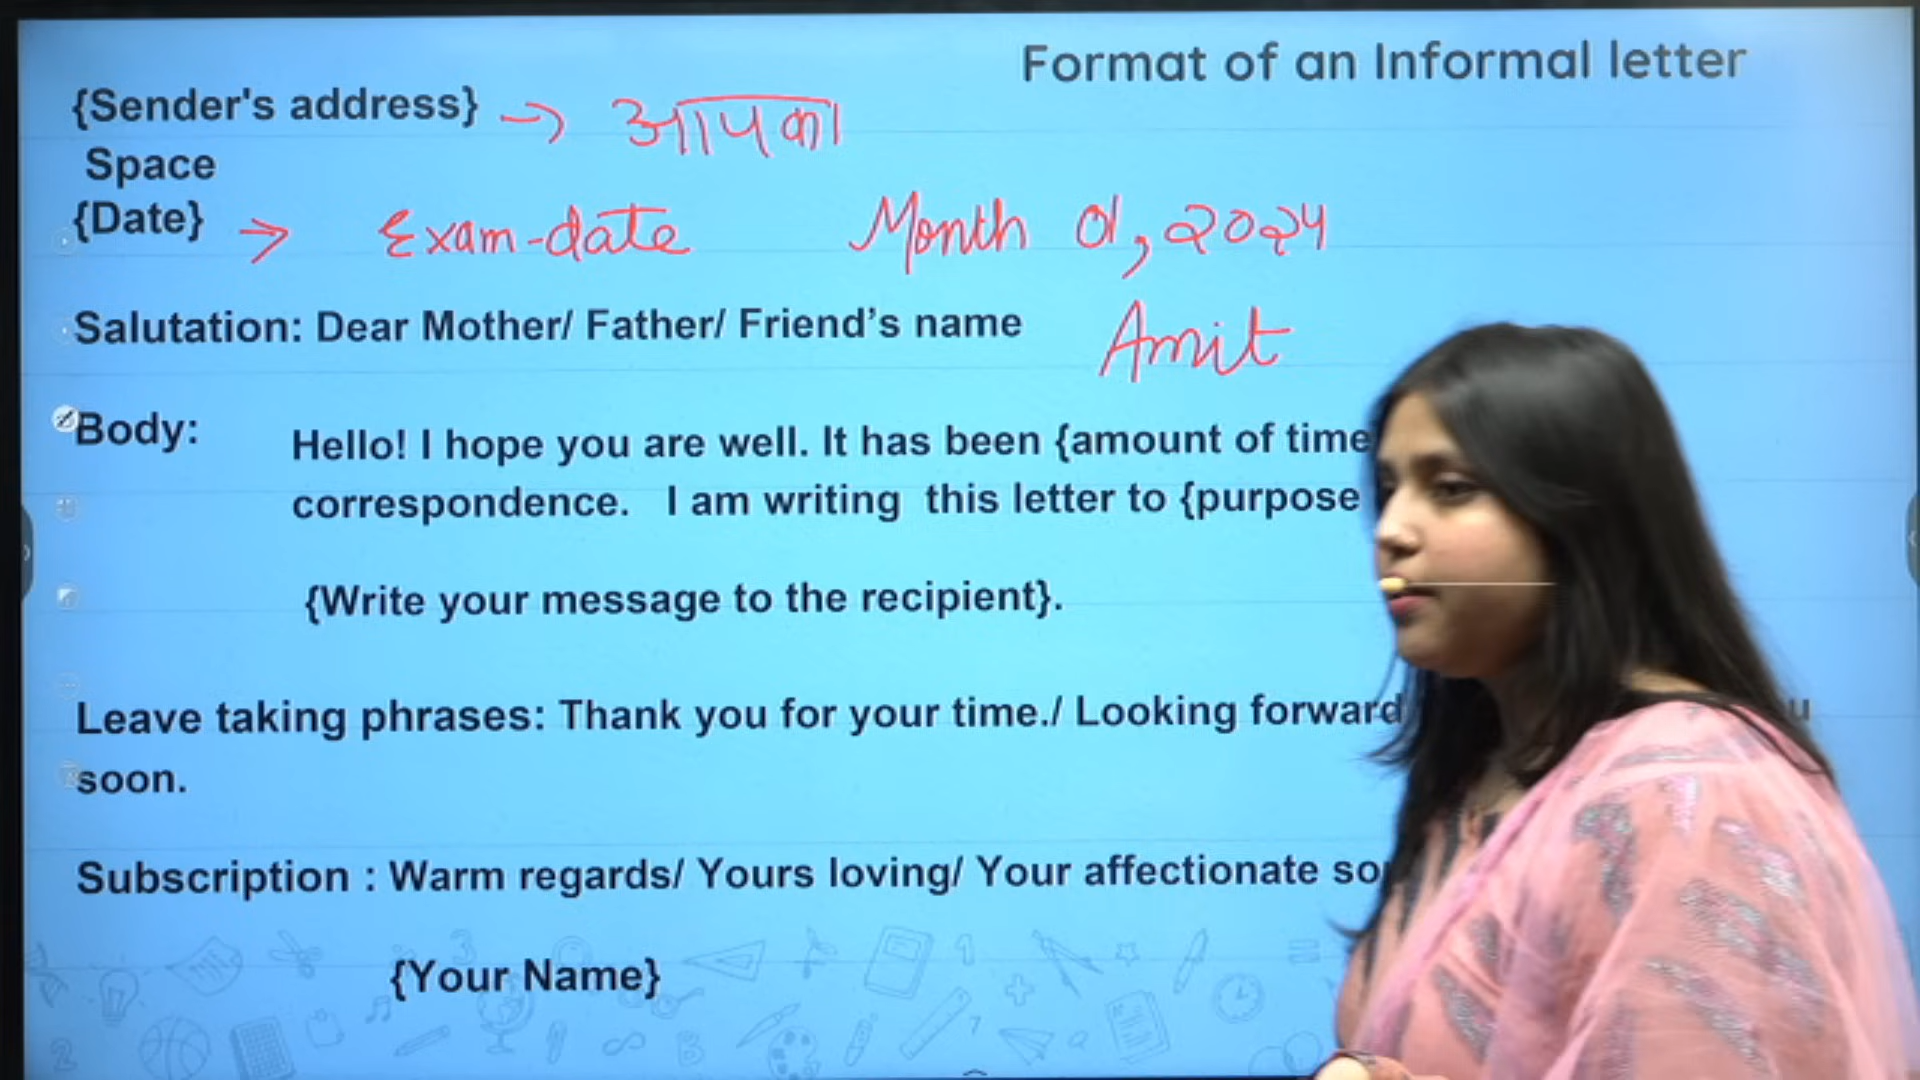 Format of an Informal letter
{Sender's address} → आपका
Space
{Date} → Exam-date Month 01, 2024
Salutation: Dear Mother/ Father/ Friend's name Amit
Body: Hello! I hope you are well. It has been {amount of time
correspondence. I am writing this letter to {purpose
{Write your message to the recipient}.
Leave taking phrases: Thank you for your time./ Looking forward
soon.
Subscription : Warm regards/ Yours loving/ Your affectionate
{Your Name}
7